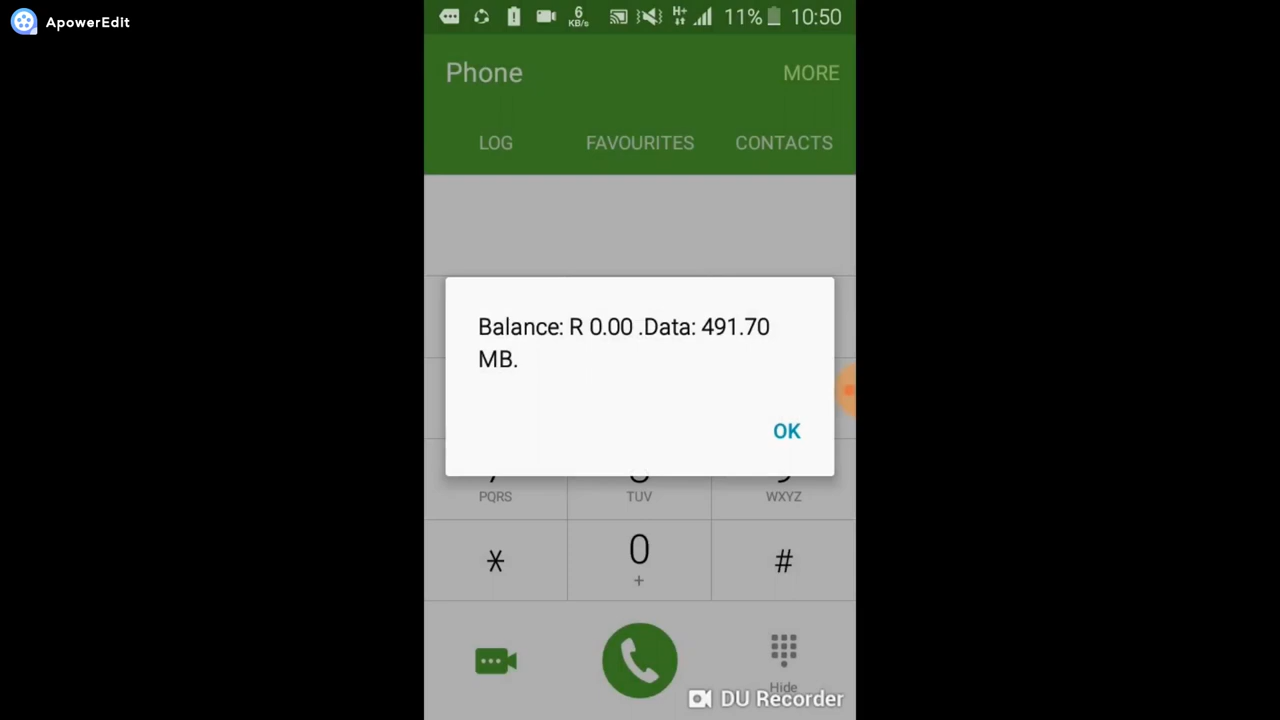 ApowerEdit
6
KB/s
H+
11%
10:50
Phone
MORE
LOG
FAVOURITES
CONTACTS
Balance: R 0.00 .Data: 491.70
MB.
OK
PQRS
TUV
WXYZ
*
0
#
+
Hide
DU Recorder